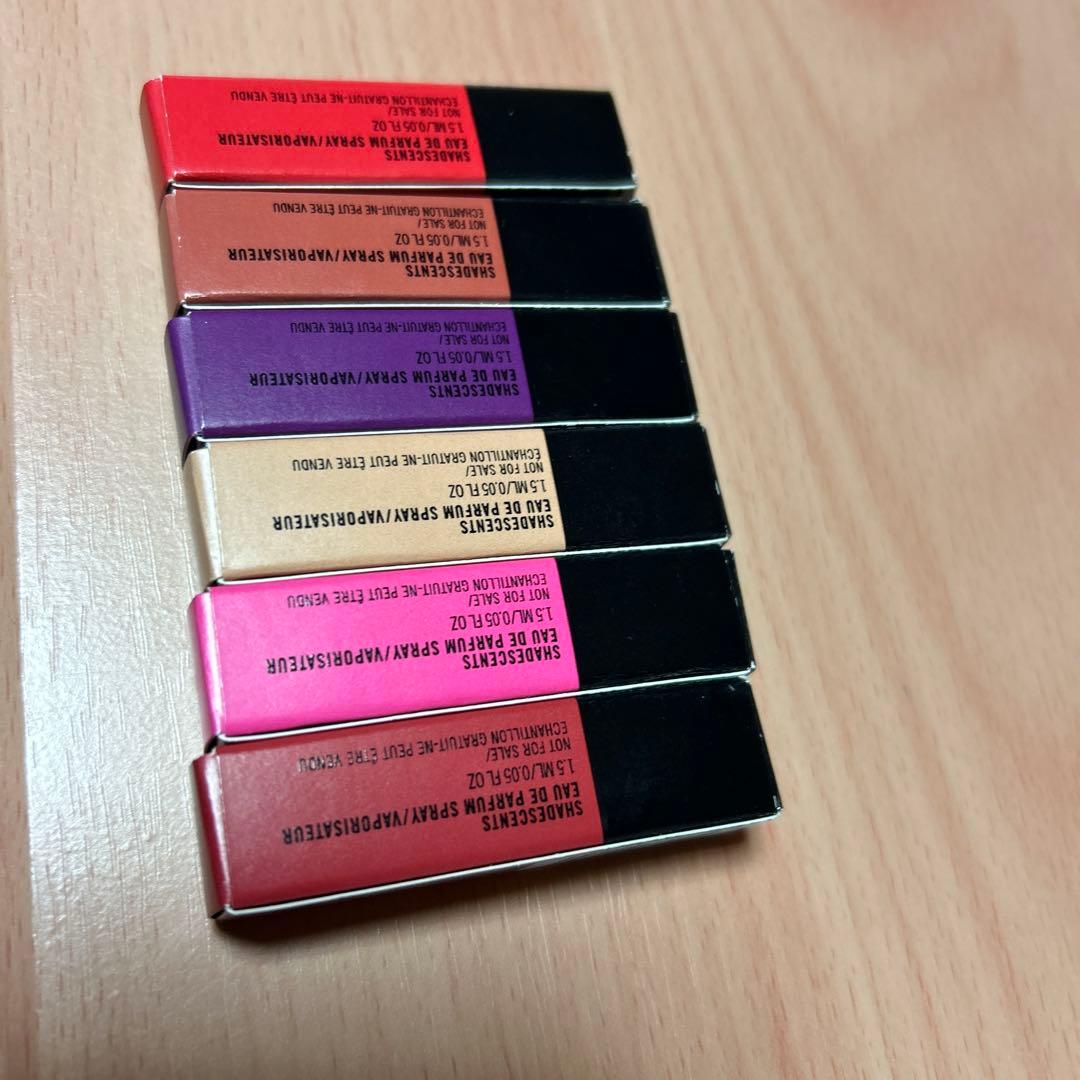 SHADESCENTS
EAU DE PARFUM SPRAY/VAPORISATEUR
1.5 ML/0.05 FL OZ
NOT FOR SALE/
ÉCHANTILLON GRATUIT-NE PEUT ÊTRE VENDU
SHADESCENTS
EAU DE PARFUM SPRAY/VAPORISATEUR
1.5 ML/0.05 FL OZ
NOT FOR SALE/
ÉCHANTILLON GRATUIT-NE PEUT ÊTRE VENDU
SHADESCENTS
EAU DE PARFUM SPRAY/VAPORISATEUR
1.5 ML/0.05 FL OZ
NOT FOR SALE/
ÉCHANTILLON GRATUIT-NE PEUT ÊTRE VENDU
SHADESCENTS
EAU DE PARFUM SPRAY/VAPORISATEUR
1.5 ML/0.05 FL OZ
NOT FOR SALE/
ÉCHANTILLON GRATUIT-NE PEUT ÊTRE VENDU
SHADESCENTS
EAU DE PARFUM SPRAY/VAPORISATEUR
1.5 ML/0.05 FL OZ
NOT FOR SALE/
ÉCHANTILLON GRATUIT-NE PEUT ÊTRE VENDU
SHADESCENTS
EAU DE PARFUM SPRAY/VAPORISATEUR
1.5 ML/0.05 FL OZ
NOT FOR SALE/
ÉCHANTILLON GRATUIT-NE PEUT ÊTRE VENDU